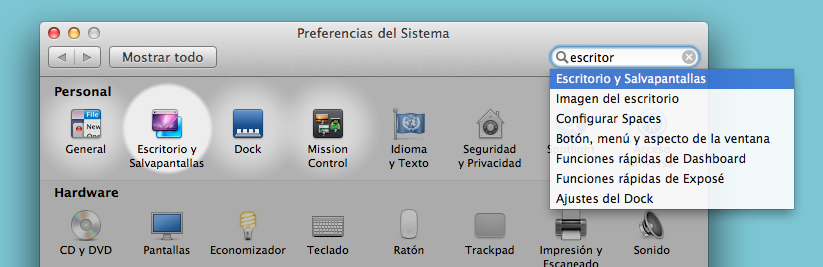 Preferencias del Sistema
Mostrar todo
escritor
Escritorio y Salvapantallas
Imagen del escritorio
Configurar Spaces
Botón, menú y aspecto de la ventana
Funciones rápidas de Dashboard
Funciones rápidas de Exposé
Ajustes del Dock
Personal
File
New
General
Escritorio y
Salvapantallas
Dock
Mission
Control
Idioma
y Texto
Seguridad
y Privacidad
Hardware
CD y DVD
Pantallas
Economizador
Teclado
Ratón
Trackpad
Impresión y
Escaneado
Sonido